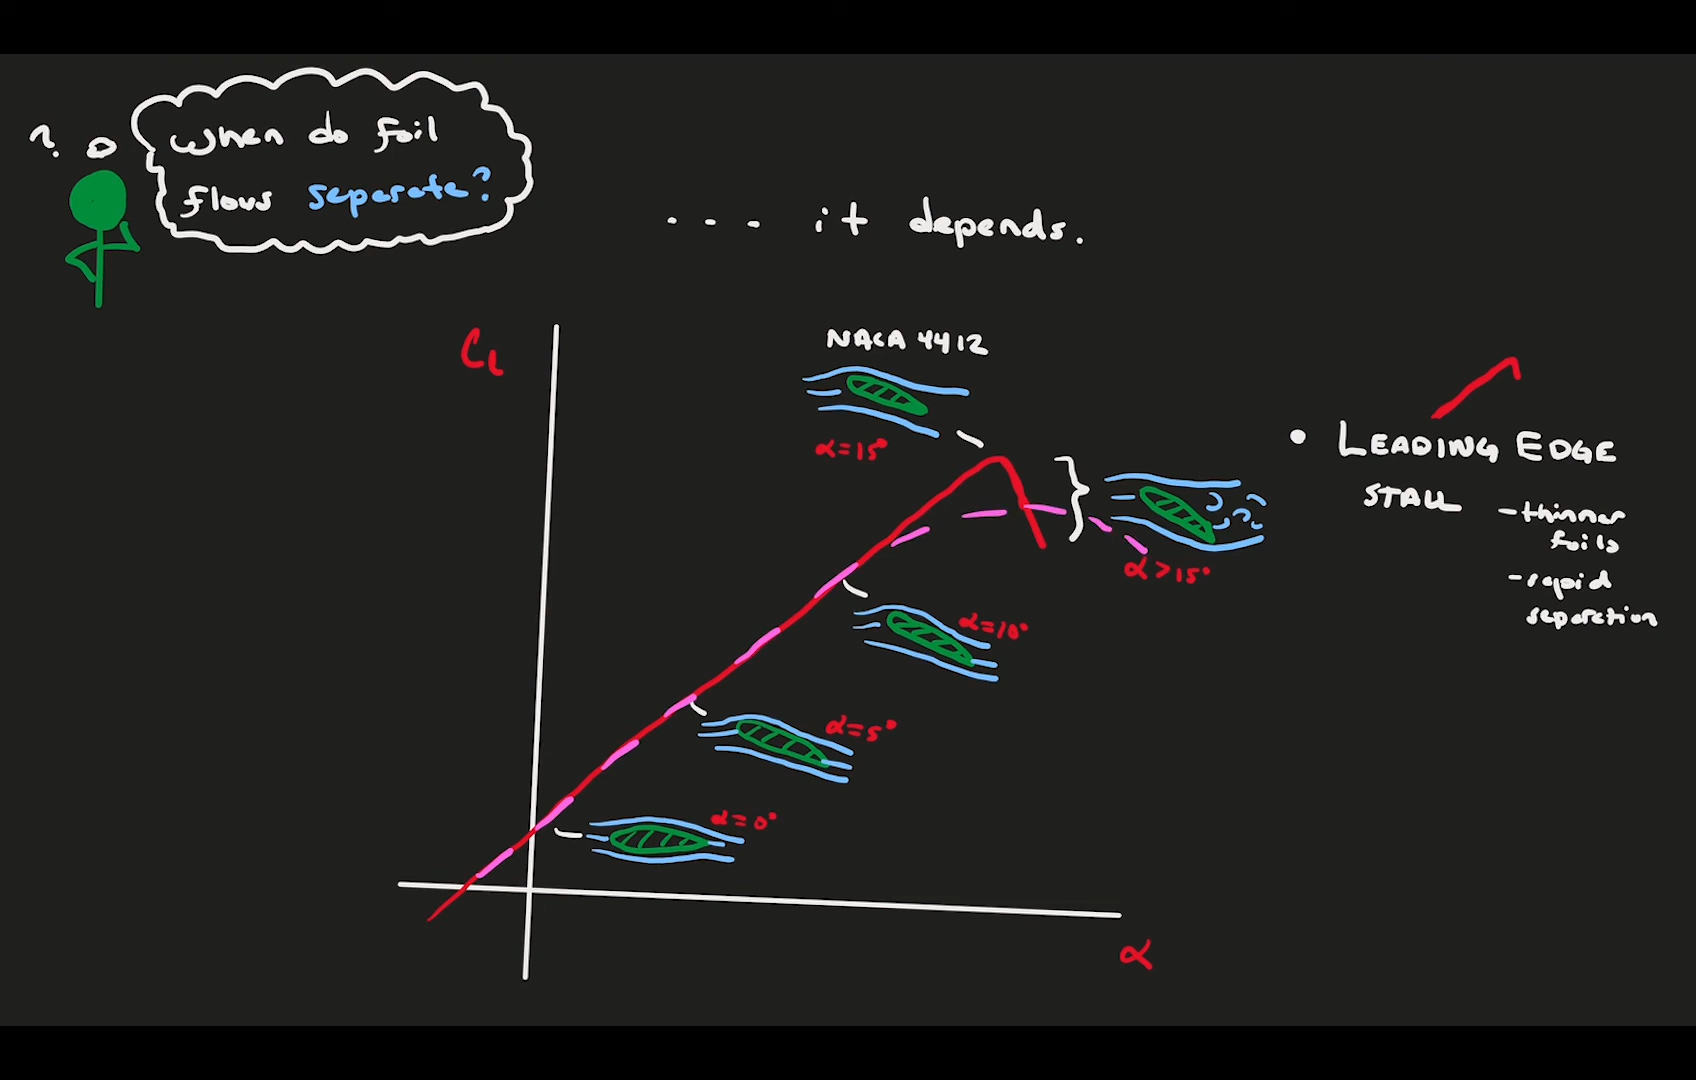 ?
When do foil
flows separate?
... it depends.
CL
NACA 4412
α=15°
α>15°
α=10°
α=5°
α=0°
α
• LEADING EDGE
STALL
-thinner
foils
-rapid
separation